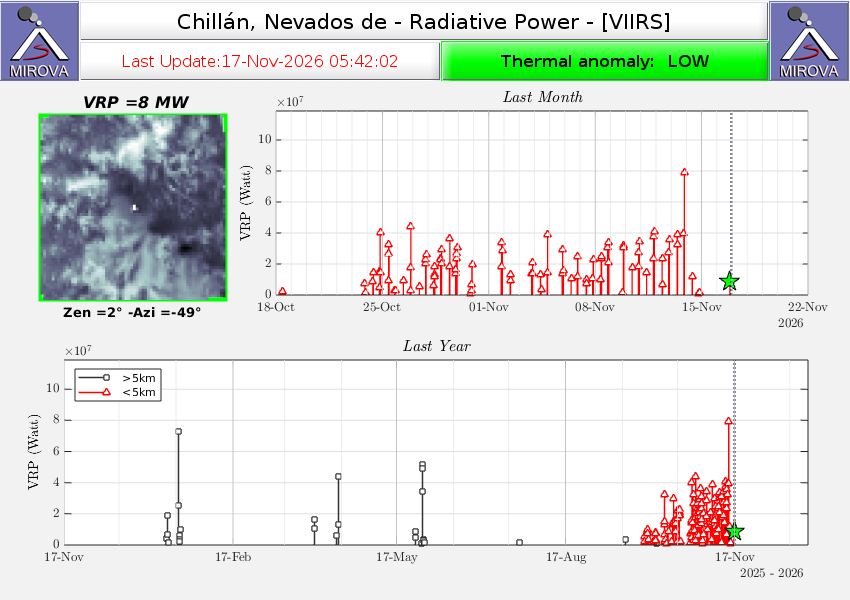 Chillán, Nevados de - Radiative Power - [VIIRS]
MIROVA
Last Update:17-Nov-2026 05:42:02
Thermal anomaly: LOW
MIROVA
VRP =8 MW
Zen =2° -Azi =-49°
Last Month
×10⁷
VRP (Watt)
10
8
6
4
2
0
18-Oct
25-Oct
01-Nov
08-Nov
15-Nov
22-Nov
2026
Last Year
×10⁷
VRP (Watt)
>5km
<5km
10
8
6
4
2
0
17-Nov
17-Feb
17-May
17-Aug
17-Nov
2025 - 2026